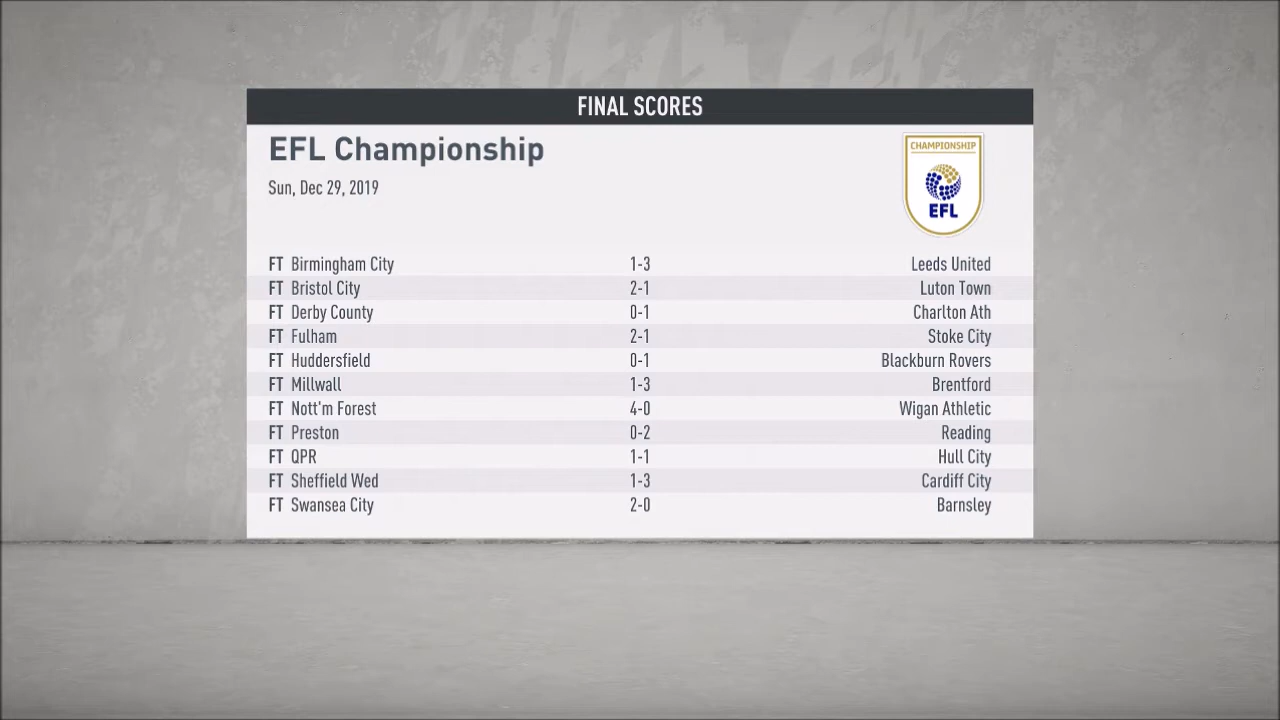 FINAL SCORES
EFL Championship
CHAMPIONSHIP
EFL
Sun, Dec 29, 2019
FT Birmingham City 1-3 Leeds United
FT Bristol City 2-1 Luton Town
FT Derby County 0-1 Charlton Ath
FT Fulham 2-1 Stoke City
FT Huddersfield 0-1 Blackburn Rovers
FT Millwall 1-3 Brentford
FT Nott'm Forest 4-0 Wigan Athletic
FT Preston 0-2 Reading
FT QPR 1-1 Hull City
FT Sheffield Wed 1-3 Cardiff City
FT Swansea City 2-0 Barnsley